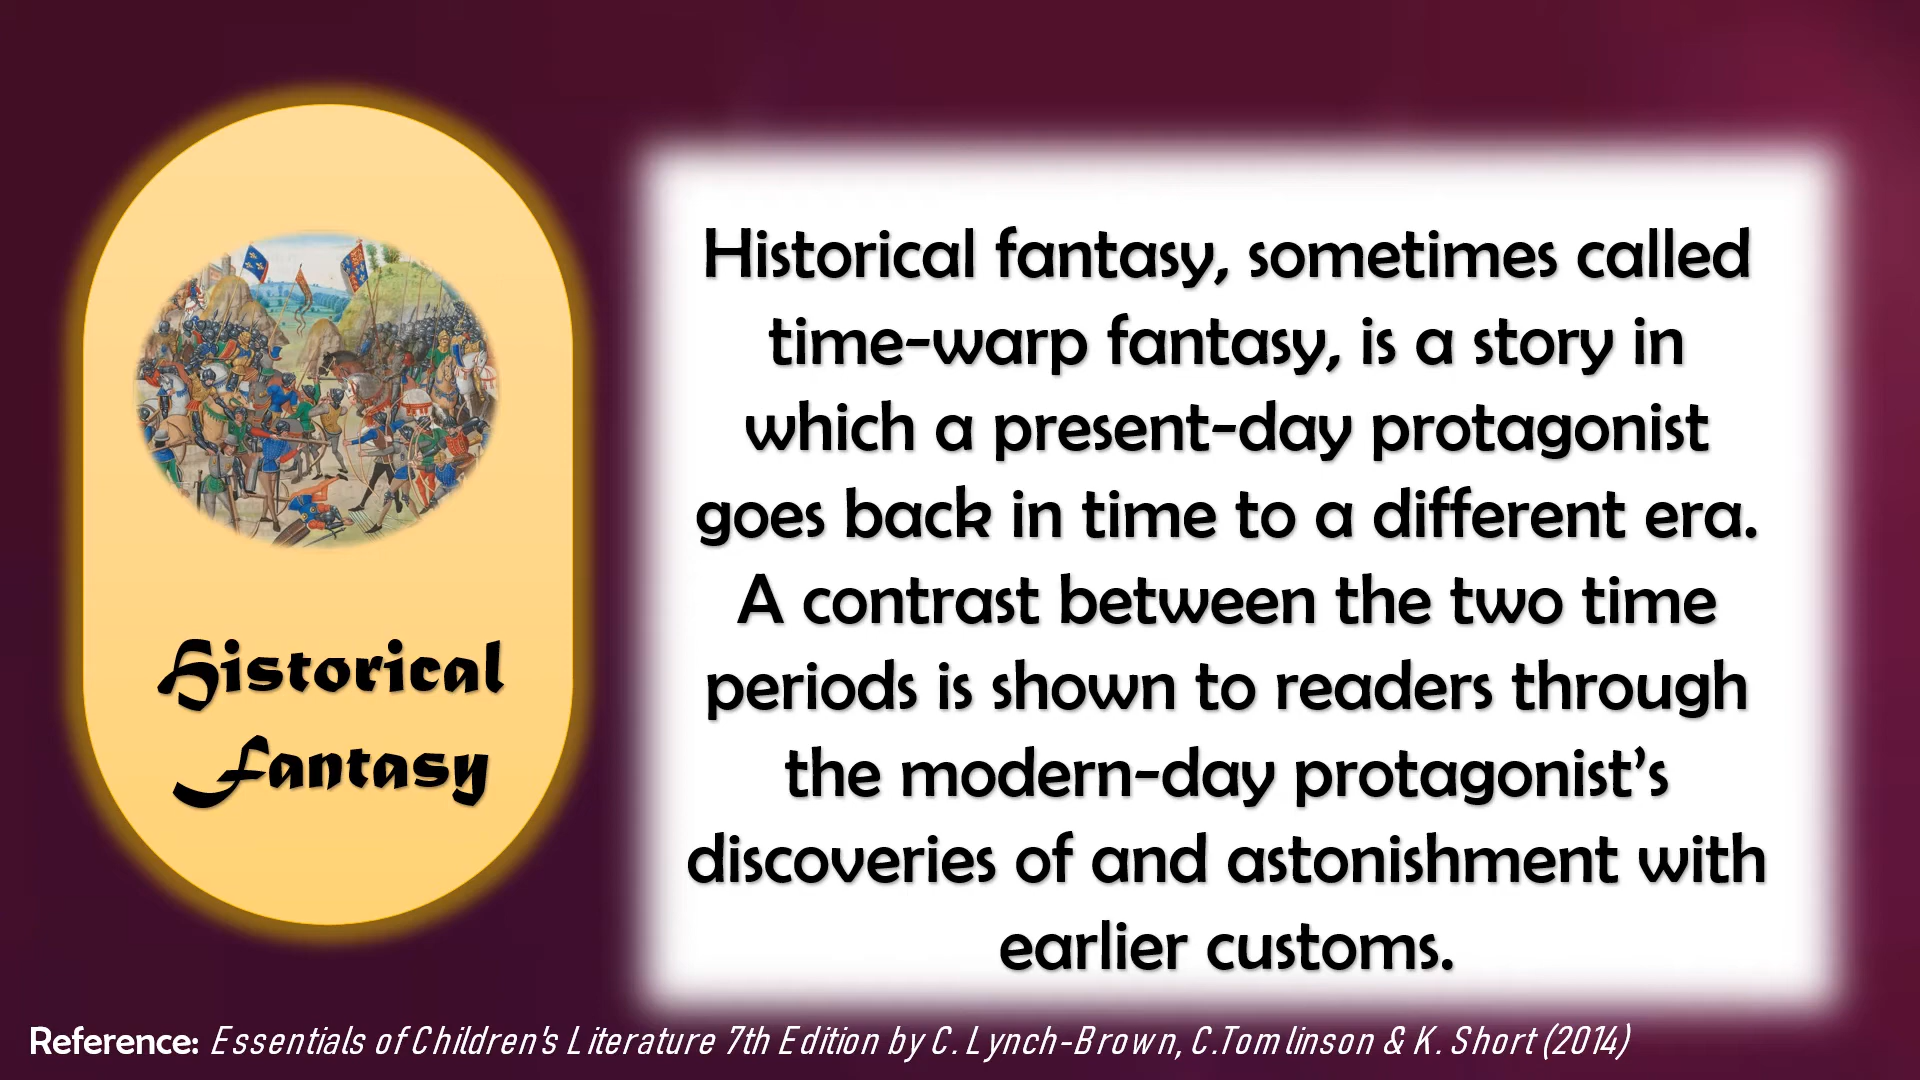 Historical
Fantasy
Historical fantasy, sometimes called
time-warp fantasy, is a story in
which a present-day protagonist
goes back in time to a different era.
A contrast between the two time
periods is shown to readers through
the modern-day protagonist’s
discoveries of and astonishment with
earlier customs.
Reference: Essentials of Children's Literature 7th Edition by C. Lynch-Brown, C.Tomlinson & K. Short (2014)